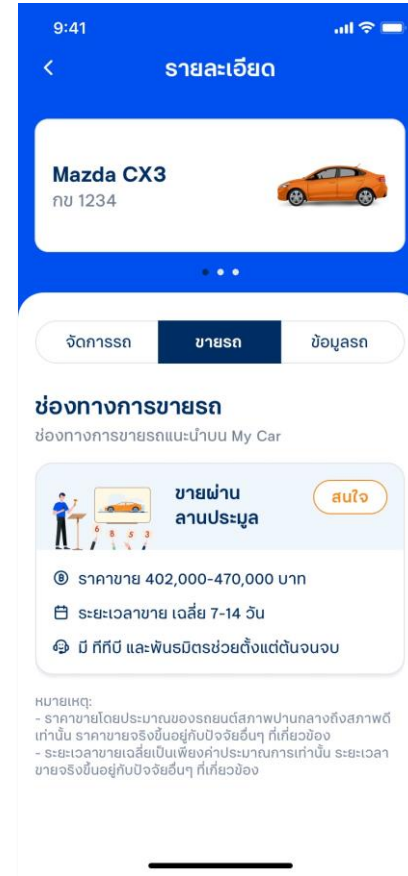 9:41
รายละเอียด
Mazda CX3
กข 1234
จัดการรถ
ขายรถ
ข้อมูลรถ
ช่องทางการขายรถ
ช่องทางการขายรถแนะนำบน My Car
ขายผ่าน
ลานประมูล
สนใจ
6 8 5 3
ราคาขาย 402,000-470,000 บาท
ระยะเวลาขาย เฉลี่ย 7-14 วัน
มี ทีทีบี และพันธมิตรช่วยตั้งแต่ต้นจนจบ
หมายเหตุ:
- ราคาขายโดยประมาณของรถยนต์สภาพปานกลางถึงสภาพดี
เท่านั้น ราคาขายจริงขึ้นอยู่กับปัจจัยอื่นๆ ที่เกี่ยวข้อง
- ระยะเวลาขายเฉลี่ยเป็นเพียงค่าประมาณการเท่านั้น ระยะเวลา
ขายจริงขึ้นอยู่กับปัจจัยอื่นๆ ที่เกี่ยวข้อง